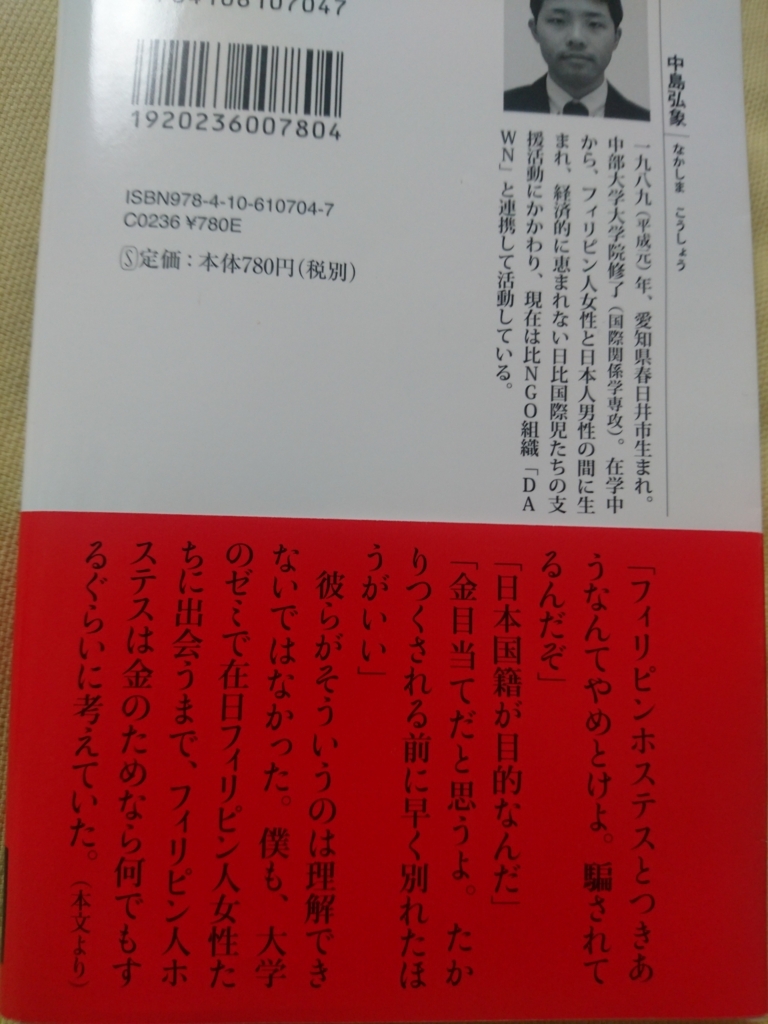 1920236007804
ISBN978-4-10-610704-7
C0236 ¥780E
Ⓢ定価：本体780円(税別)
中島弘象
なかしま こうしょう
一九八九(平成元)年、愛知県春日井市生まれ。
中部大学大学院修了(国際関係学専攻)。在学中
から、フィリピン人女性と日本人男性の間に生
まれ、経済的に恵まれない日比国際児たちの支
援活動にかかわり、現在は比NGO組織「DA
WN」と連携して活動している。
「フィリピンホステスとつきあ
うなんてやめとけよ。騙されて
るんだぞ」
「日本国籍が目的なんだ」
「金目当てだと思うよ。たか
りつくされる前に早く別れたほ
うがいい」
彼らがそういうのは理解でき
ないではなかった。僕も、大学
のゼミで在日フィリピン人女性た
ちに出会うまで、フィリピン人ホ
ステスは金のためなら何でもす
るぐらいに考えていた。(本文より)